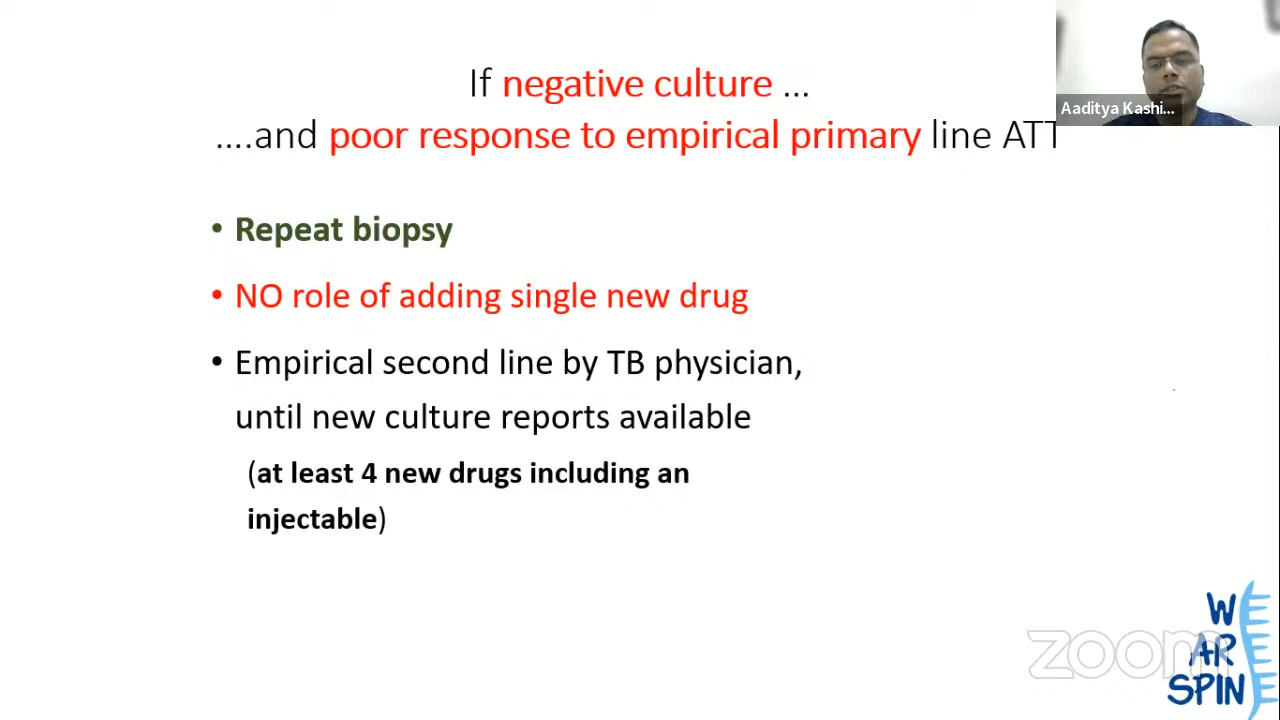 If negative culture ...
....and poor response to empirical primary line ATT
Aaditya Kashi...
• Repeat biopsy
• NO role of adding single new drug
• Empirical second line by TB physician,
until new culture reports available
(at least 4 new drugs including an
injectable)
zoom
WE
AR
SPINE